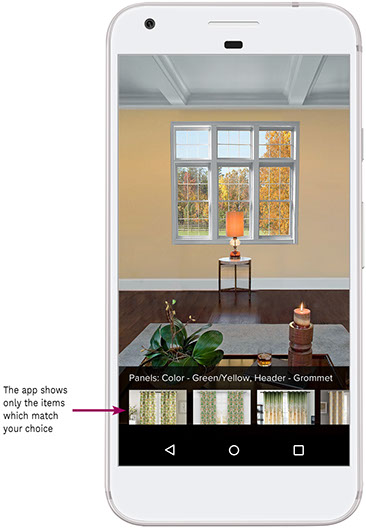 Panels: Color - Green/Yellow, Header - Grommet
The app shows
only the items
which match
your choice